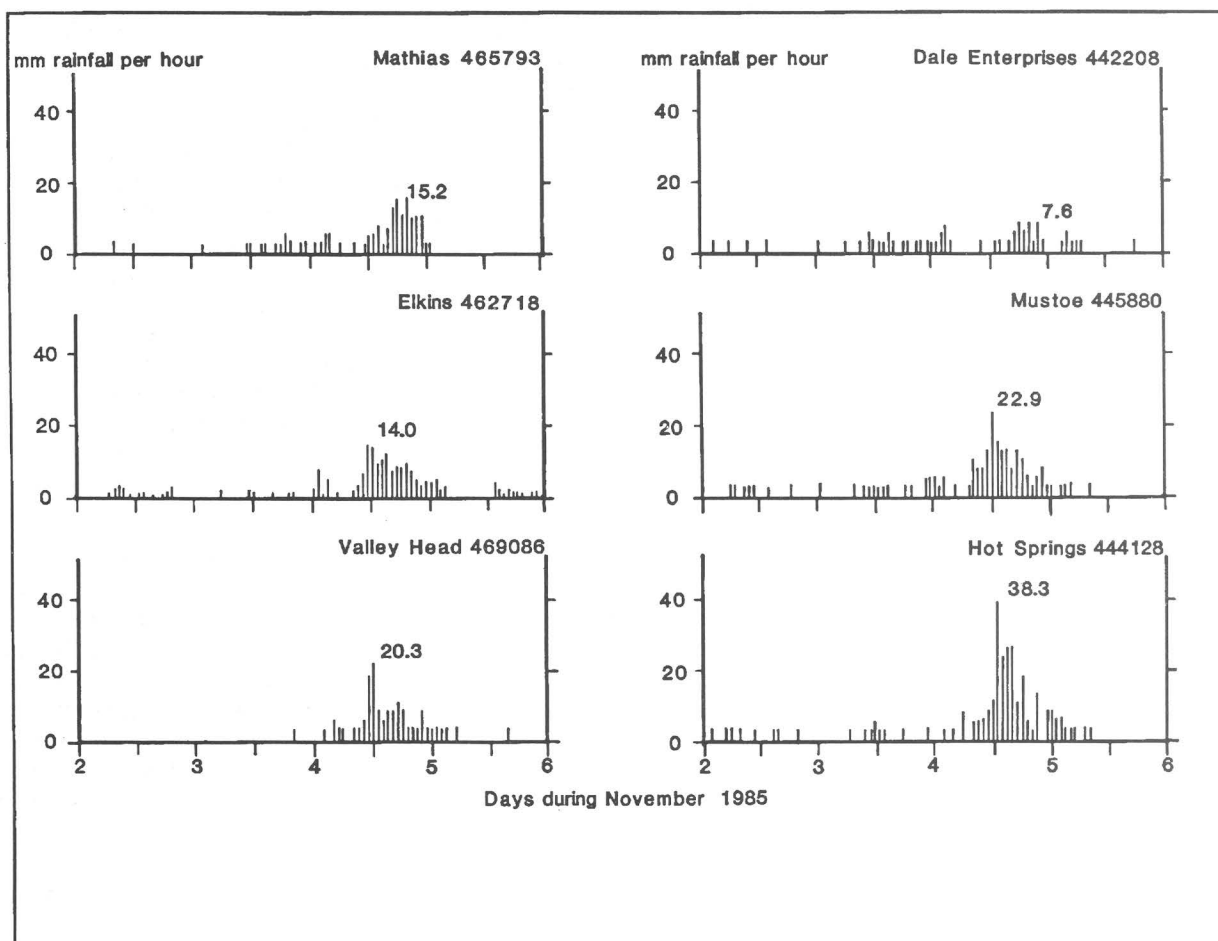 mm rainfall per hour Mathias 465793
40
20
0
15.2
mm rainfall per hour Dale Enterprises 442208
40
20
0
7.6
Elkins 462718
40
20
0
14.0
Mustoe 445880
40
20
0
22.9
Valley Head 469086
40
20
0
20.3
2 3 4 5 6
Hot Springs 444128
40
20
0
38.3
2 3 4 5 6
Days during November 1985